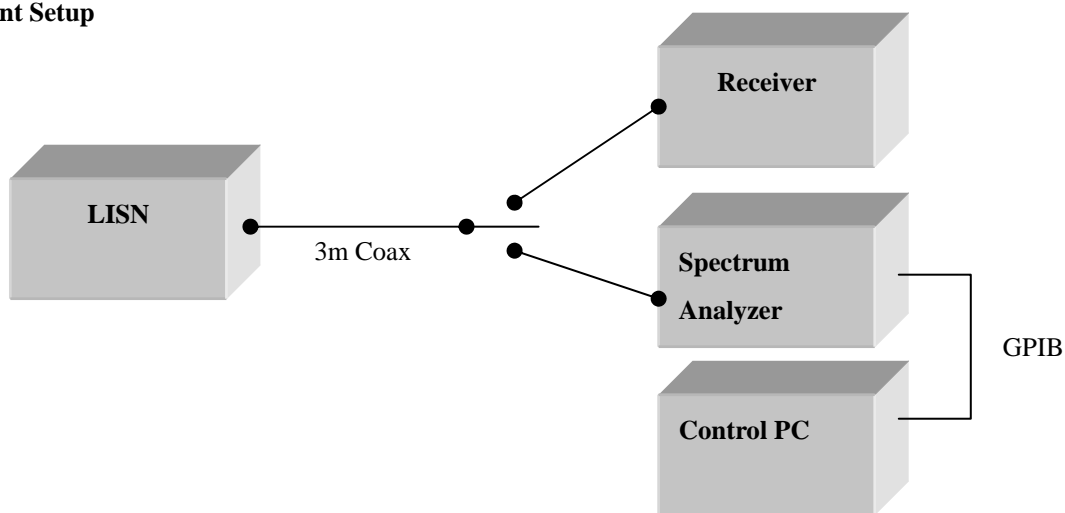 nt Setup
Receiver
LISN
3m Coax
Spectrum
Analyzer
GPIB
Control PC